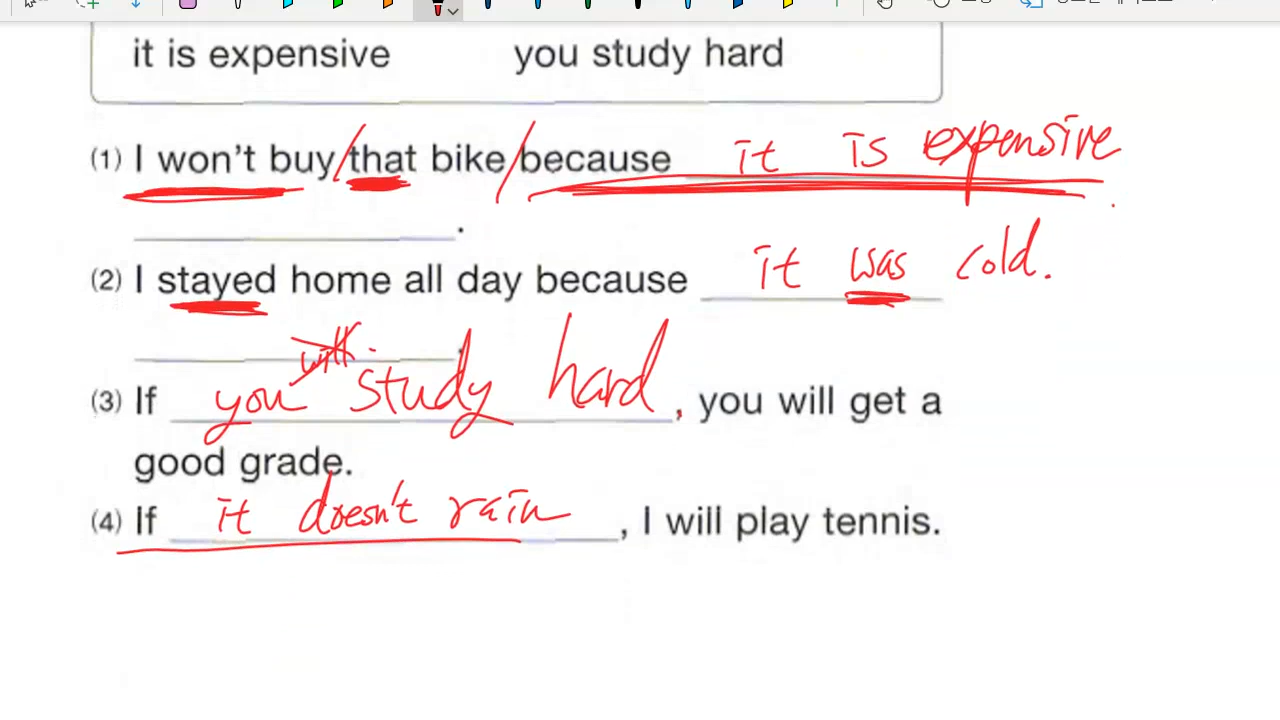 it is expensive you study hard
(1) I won't buy/that bike/because it is expensive
.
(2) I stayed home all day because it was cold.
will
(3) If you study hard, you will get a
good grade.
(4) If it doesn't rain, I will play tennis.